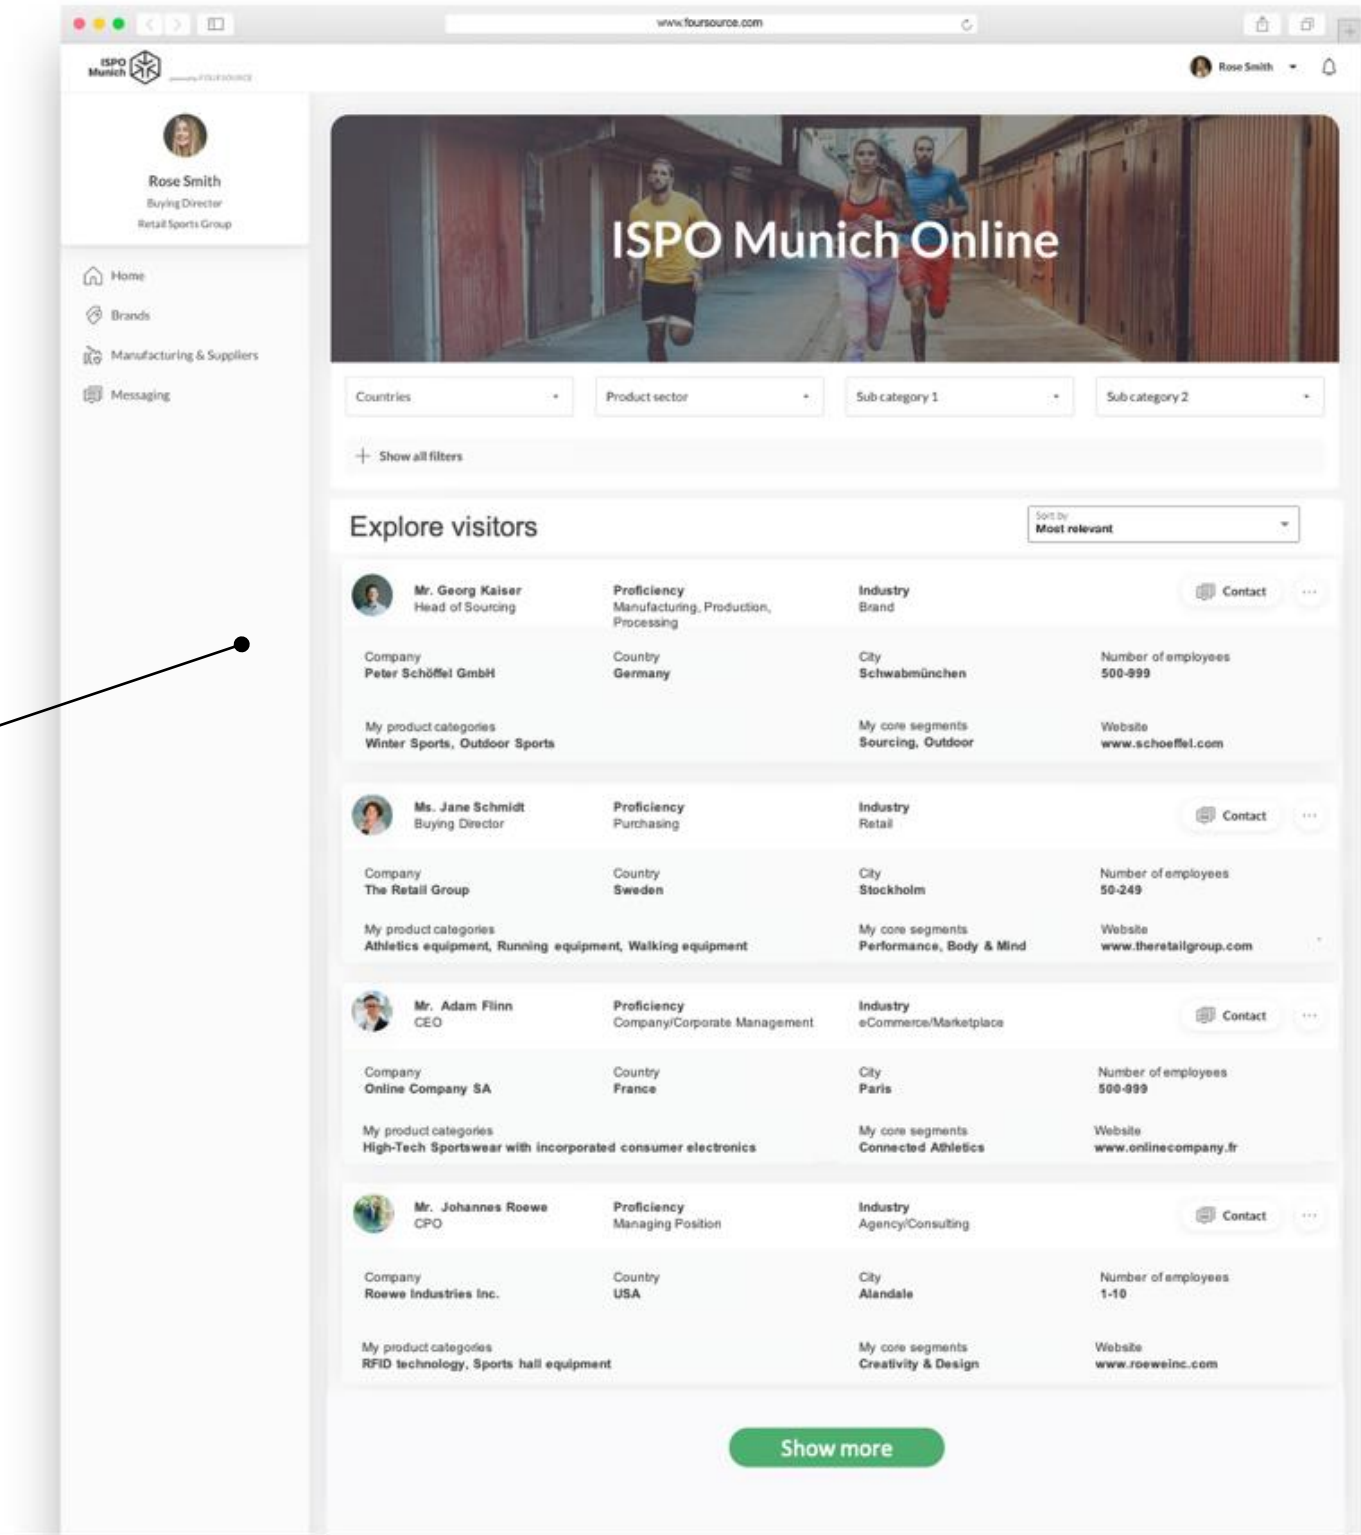 www.foursource.com
ISPO
Munich
powered by FOURSOURCE
Rose Smith
Rose Smith
Buying Director
Retail Sports Group
Home
Brands
Manufacturing & Suppliers
Messaging
ISPO Munich Online
Countries Product sector Sub category 1 Sub category 2
Show all filters
Explore visitors
Sort by
Most relevant
Mr. Georg Kaiser Proficiency Industry
Head of Sourcing Manufacturing, Production, Brand
Processing
Contact
Company Country City Number of employees
Peter Schöffel GmbH Germany Schwabmünchen 500-999
My product categories My core segments Website
Winter Sports, Outdoor Sports Sourcing, Outdoor www.schoeffel.com
Ms. Jane Schmidt Proficiency Industry
Buying Director Purchasing Retail
Contact
Company Country City Number of employees
The Retail Group Sweden Stockholm 50-249
My product categories My core segments Website
Athletics equipment, Running equipment, Walking equipment Performance, Body & Mind www.theretailgroup.com
Mr. Adam Flinn Proficiency Industry
CEO Company/Corporate Management eCommerce/Marketplace
Contact
Company Country City Number of employees
Online Company SA France Paris 500-999
My product categories My core segments Website
High-Tech Sportswear with incorporated consumer electronics Connected Athletics www.onlinecompany.fr
Mr. Johannes Roewe Proficiency Industry
CPO Managing Position Agency/Consulting
Contact
Company Country City Number of employees
Roewe Industries Inc. USA Alandale 1-10
My product categories My core segments Website
RFID technology, Sports hall equipment Creativity & Design www.roeweinc.com
Show more